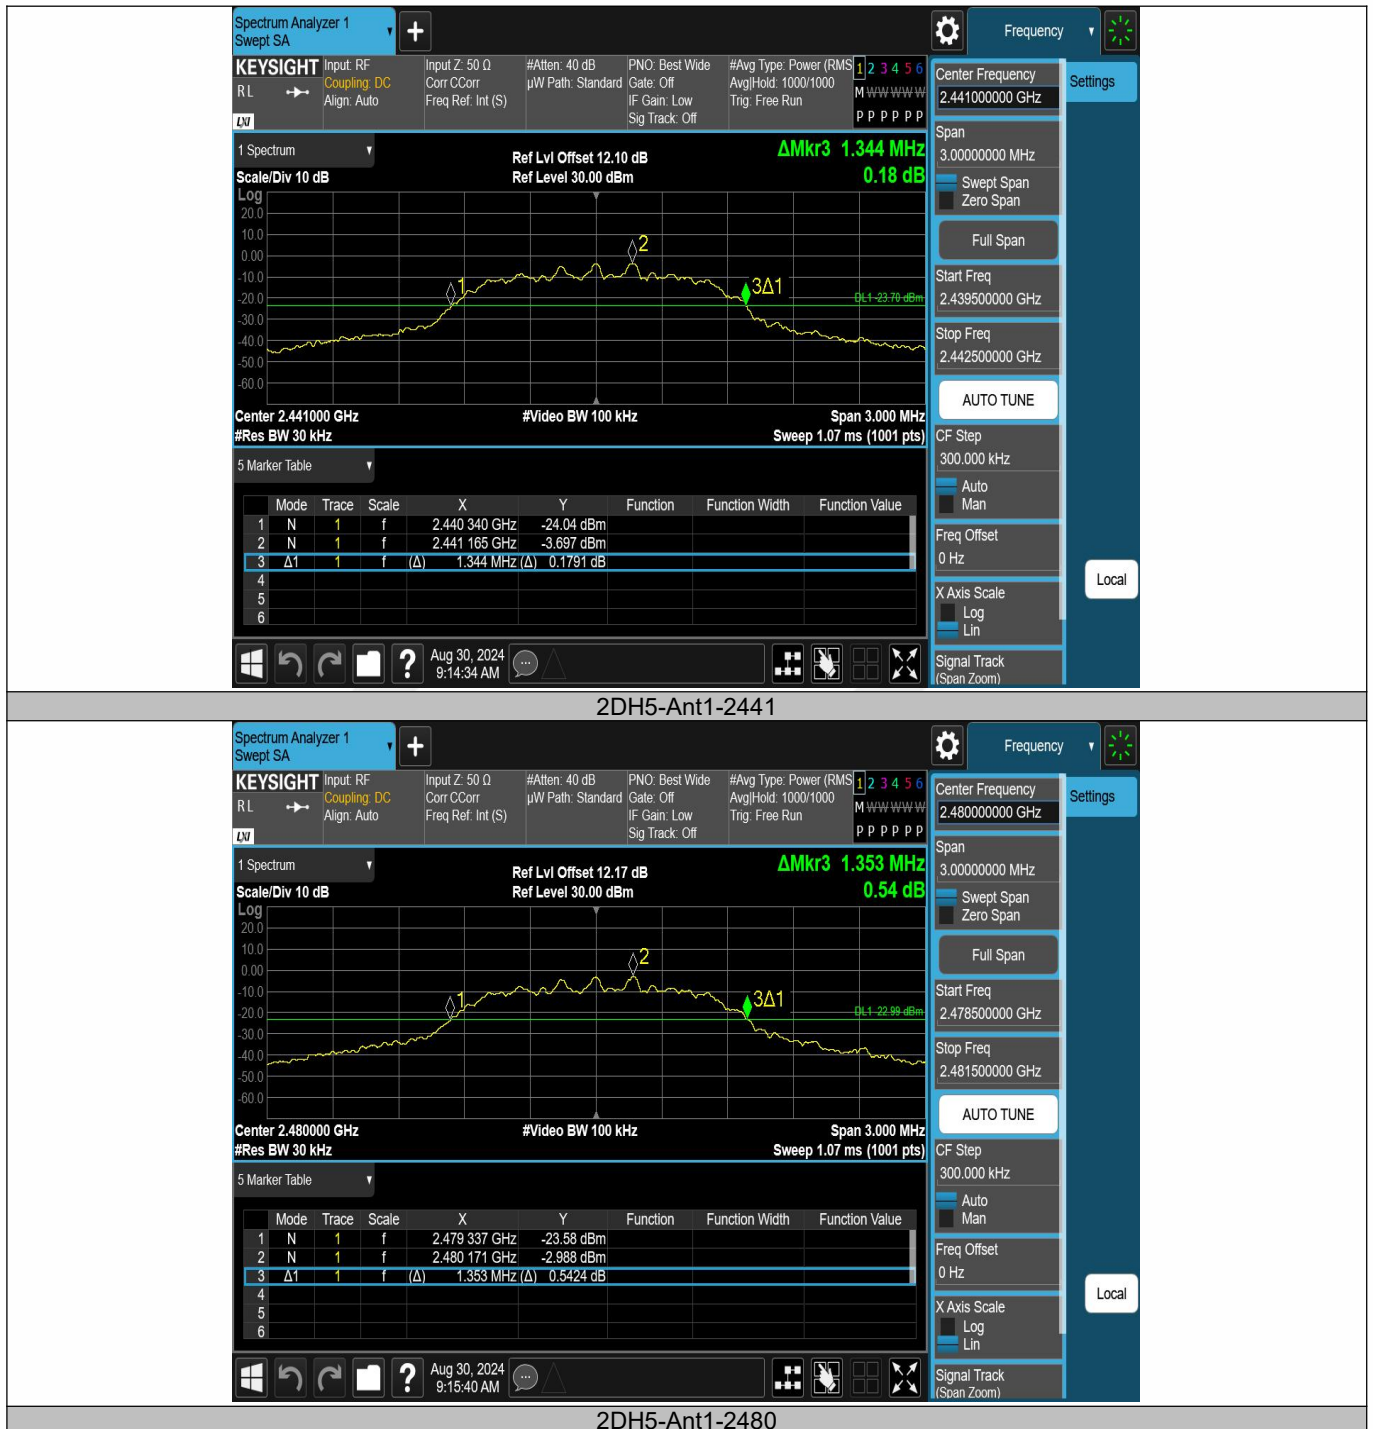 Spectrum Analyzer 1
Swept SA
+
Frequency
KEYSIGHT
RL
LXI
Input: RF
Coupling: DC
Align: Auto
Input Z: 50 Ω
Corr CCorr
Freq Ref: Int (S)
#Atten: 40 dB
µW Path: Standard
PNO: Best Wide
Gate: Off
IF Gain: Low
Sig Track: Off
#Avg Type: Power (RMS
Avg|Hold: 1000/1000
Trig: Free Run
1 2 3 4 5 6
M W W W W W
P P P P P P
Center Frequency
2.441000000 GHz
Settings
Span
3.00000000 MHz
Swept Span
Zero Span
Full Span
Start Freq
2.439500000 GHz
Stop Freq
2.442500000 GHz
AUTO TUNE
CF Step
300.000 kHz
Auto
Man
Freq Offset
0 Hz
X Axis Scale
Log
Lin
Signal Track
(Span Zoom)
Local
1 Spectrum
Scale/Div 10 dB
Ref Lvl Offset 12.10 dB
Ref Level 30.00 dBm
ΔMkr3 1.344 MHz
0.18 dB
Log
20.0
10.0
0.00
-10.0
-20.0
-30.0
-40.0
-50.0
-60.0
1
2
3Δ1
DL1 -23.70 dBm
Center 2.441000 GHz
#Res BW 30 kHz
#Video BW 100 kHz
Span 3.000 MHz
Sweep 1.07 ms (1001 pts)
5 Marker Table
Mode Trace Scale X Y Function Function Width Function Value
1 N 1 f 2.440 340 GHz -24.04 dBm
2 N 1 f 2.441 165 GHz -3.697 dBm
3 Δ1 1 f (Δ) 1.344 MHz (Δ) 0.1791 dB
4
5
6
?
Aug 30, 2024
9:14:34 AM
2DH5-Ant1-2441
Spectrum Analyzer 1
Swept SA
+
Frequency
KEYSIGHT
RL
LXI
Input: RF
Coupling: DC
Align: Auto
Input Z: 50 Ω
Corr CCorr
Freq Ref: Int (S)
#Atten: 40 dB
µW Path: Standard
PNO: Best Wide
Gate: Off
IF Gain: Low
Sig Track: Off
#Avg Type: Power (RMS
Avg|Hold: 1000/1000
Trig: Free Run
1 2 3 4 5 6
M W W W W W
P P P P P P
Center Frequency
2.480000000 GHz
Settings
Span
3.00000000 MHz
Swept Span
Zero Span
Full Span
Start Freq
2.478500000 GHz
Stop Freq
2.481500000 GHz
AUTO TUNE
CF Step
300.000 kHz
Auto
Man
Freq Offset
0 Hz
X Axis Scale
Log
Lin
Signal Track
(Span Zoom)
Local
1 Spectrum
Scale/Div 10 dB
Ref Lvl Offset 12.17 dB
Ref Level 30.00 dBm
ΔMkr3 1.353 MHz
0.54 dB
Log
20.0
10.0
0.00
-10.0
-20.0
-30.0
-40.0
-50.0
-60.0
1
2
3Δ1
DL1 -22.99 dBm
Center 2.480000 GHz
#Res BW 30 kHz
#Video BW 100 kHz
Span 3.000 MHz
Sweep 1.07 ms (1001 pts)
5 Marker Table
Mode Trace Scale X Y Function Function Width Function Value
1 N 1 f 2.479 337 GHz -23.58 dBm
2 N 1 f 2.480 171 GHz -2.988 dBm
3 Δ1 1 f (Δ) 1.353 MHz (Δ) 0.5424 dB
4
5
6
?
Aug 30, 2024
9:15:40 AM
2DH5-Ant1-2480